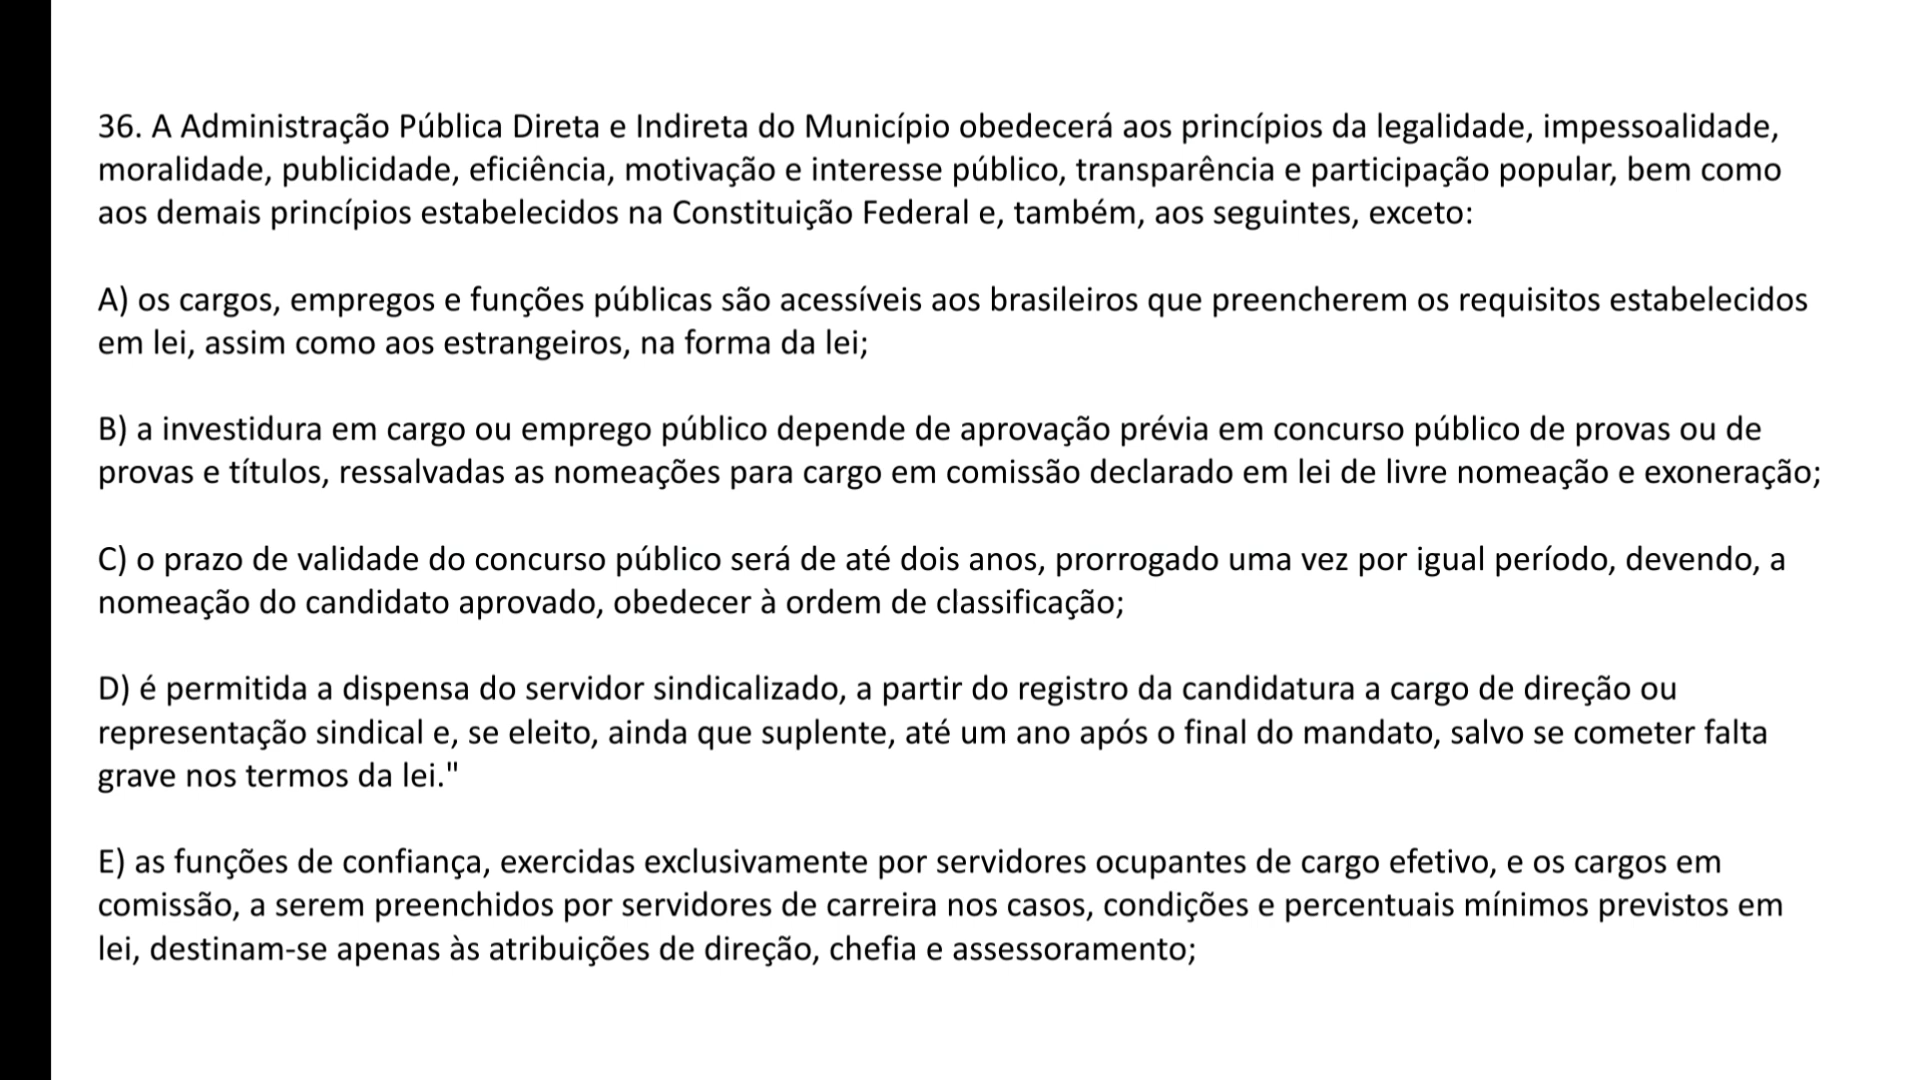 36. A Administração Pública Direta e Indireta do Município obedecerá aos princípios da legalidade, impessoalidade,
moralidade, publicidade, eficiência, motivação e interesse público, transparência e participação popular, bem como
aos demais princípios estabelecidos na Constituição Federal e, também, aos seguintes, exceto:
A) os cargos, empregos e funções públicas são acessíveis aos brasileiros que preencherem os requisitos estabelecidos
em lei, assim como aos estrangeiros, na forma da lei;
B) a investidura em cargo ou emprego público depende de aprovação prévia em concurso público de provas ou de
provas e títulos, ressalvadas as nomeações para cargo em comissão declarado em lei de livre nomeação e exoneração;
C) o prazo de validade do concurso público será de até dois anos, prorrogado uma vez por igual período, devendo, a
nomeação do candidato aprovado, obedecer à ordem de classificação;
D) é permitida a dispensa do servidor sindicalizado, a partir do registro da candidatura a cargo de direção ou
representação sindical e, se eleito, ainda que suplente, até um ano após o final do mandato, salvo se cometer falta
grave nos termos da lei."
E) as funções de confiança, exercidas exclusivamente por servidores ocupantes de cargo efetivo, e os cargos em
comissão, a serem preenchidos por servidores de carreira nos casos, condições e percentuais mínimos previstos em
lei, destinam-se apenas às atribuições de direção, chefia e assessoramento;